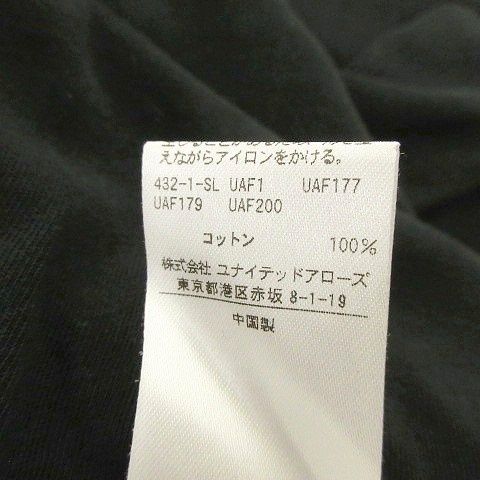 えながらアイロンをかける。
432-1-SL UAF1 UAF177
UAF179 UAF200
コットン 100%
株式会社 ユナイテッドアローズ
東京都港区赤坂 8-1-19
中国製